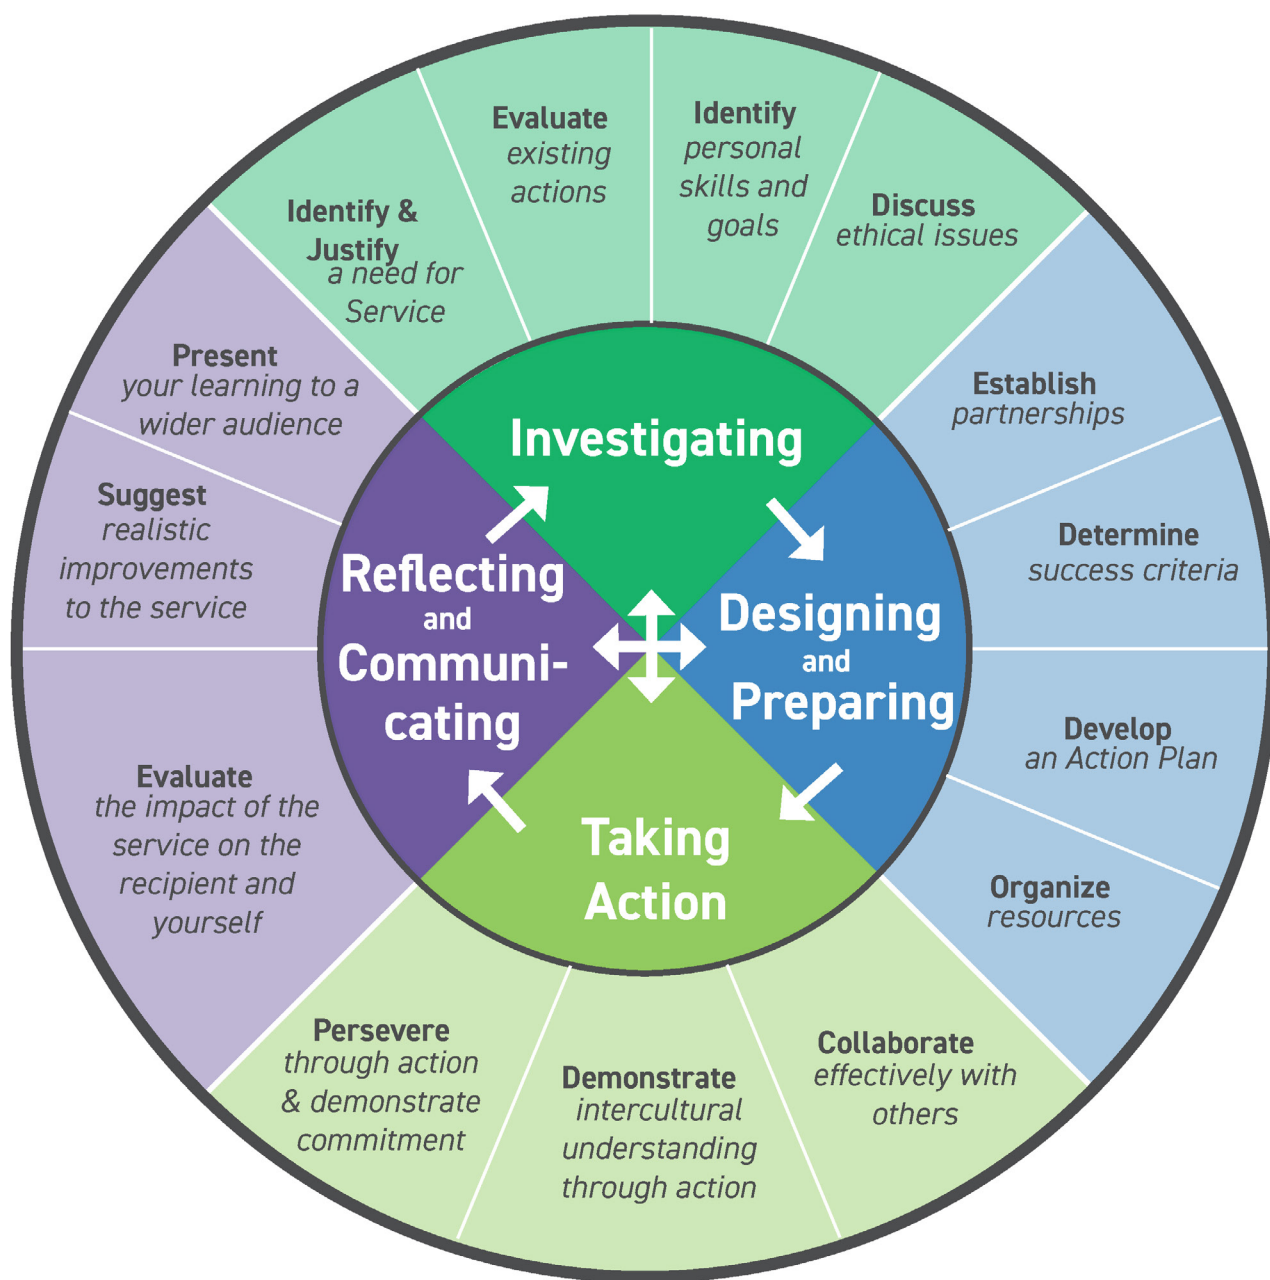 Identify &
Justify
a need for
Service
Evaluate
existing
actions
Identify
personal
skills and
goals
Discuss
ethical issues
Establish
partnerships
Determine
success criteria
Develop
an Action Plan
Organize
resources
Collaborate
effectively with
others
Demonstrate
intercultural
understanding
through action
Persevere
through action
& demonstrate
commitment
Evaluate
the impact of the
service on the
recipient and
yourself
Suggest
realistic
improvements
to the service
Present
your learning to a
wider audience
Investigating
Designing
and
Preparing
Taking
Action
Reflecting
and
Communi-
cating